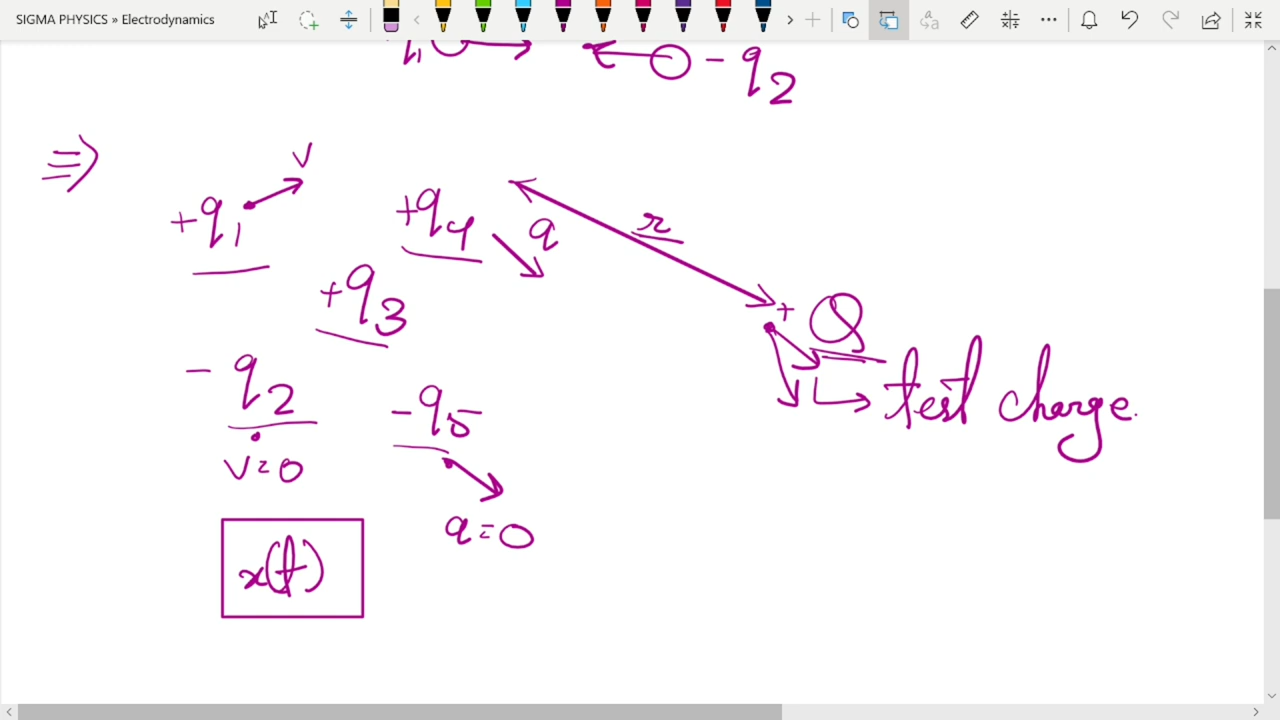 SIGMA PHYSICS » Electrodynamics
- q2
⇒
v
+q1
+q4
a
r
+q3
+ Q
test charge.
- q2
-q5
v=0
a=0
x(t)